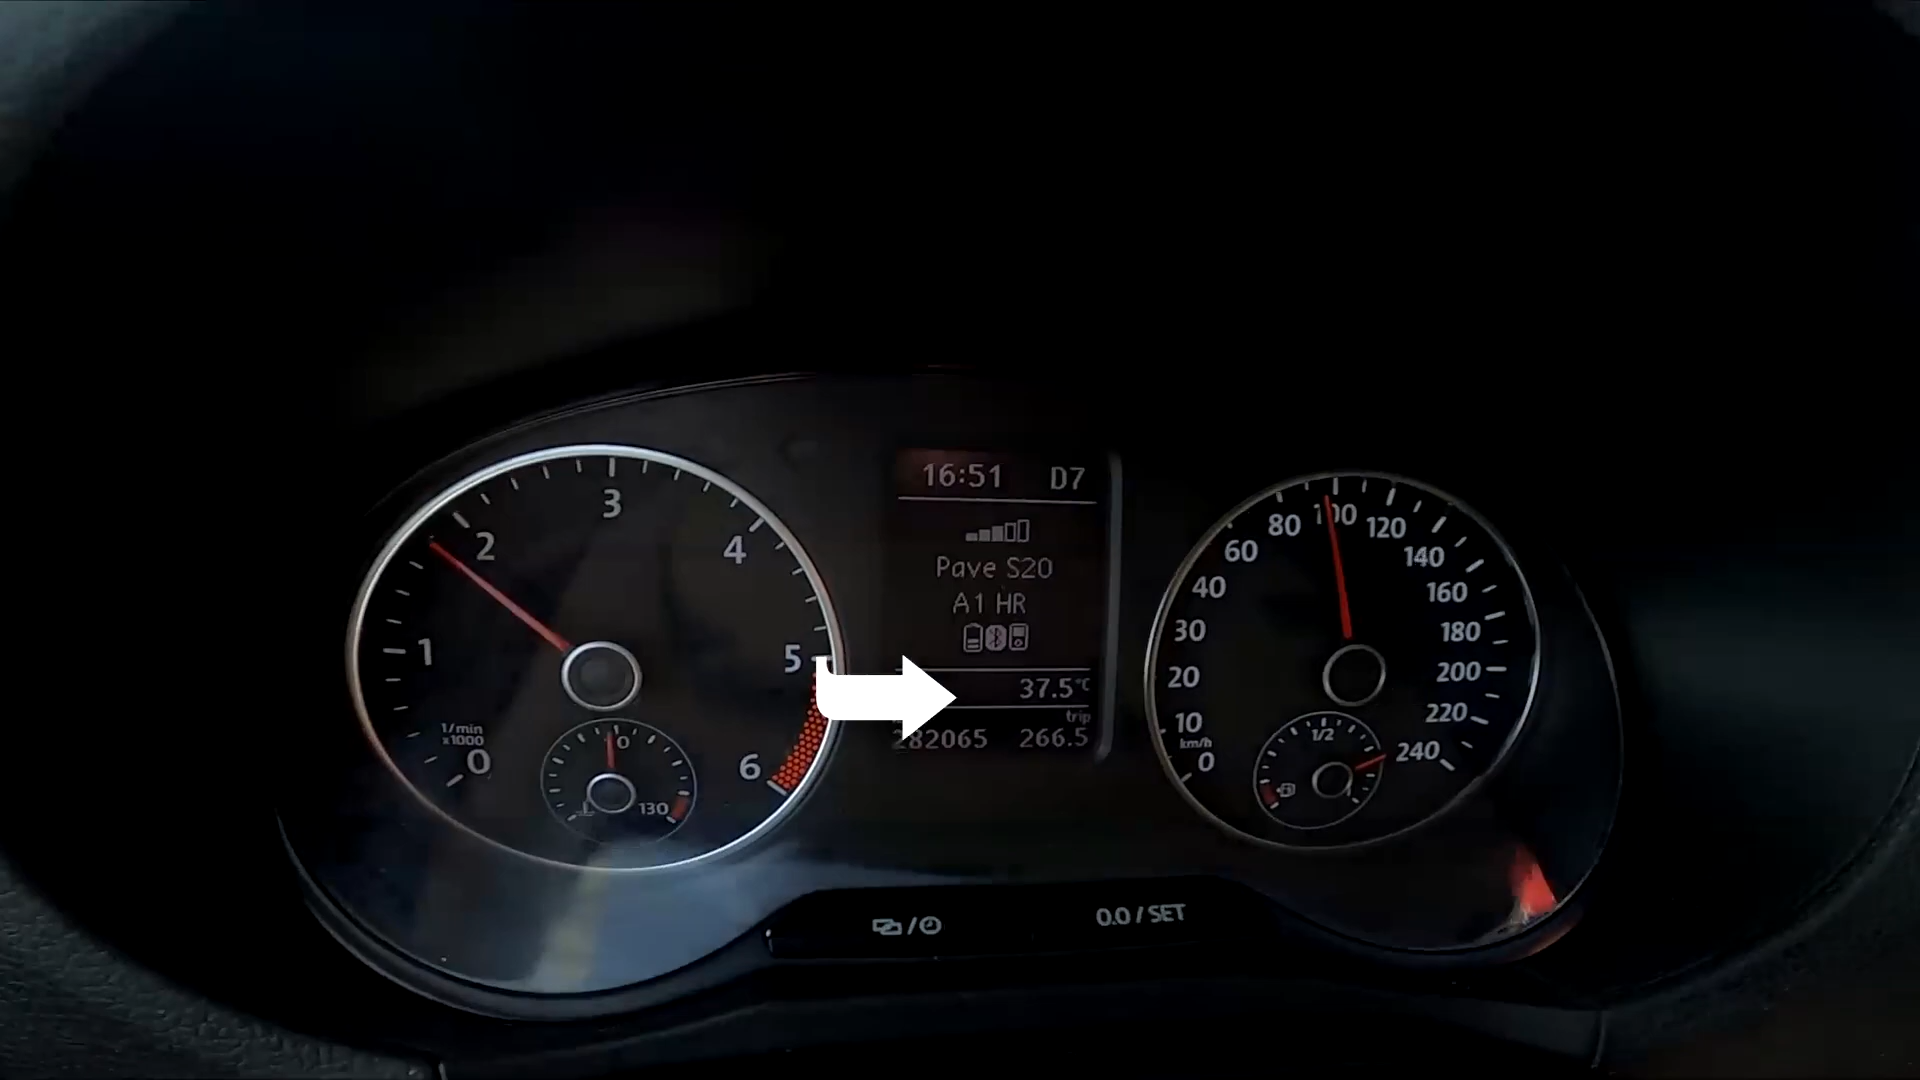 16:51 D7
Pave S20
A1 HR
37.5°C
trip
282065 266.5
0 1 2 3 4 5 6
1/min
x1000
130
0 10 20 30 40 60 80 100 120 140 160 180 200 220 240
km/h
1/2
0.0 / SET